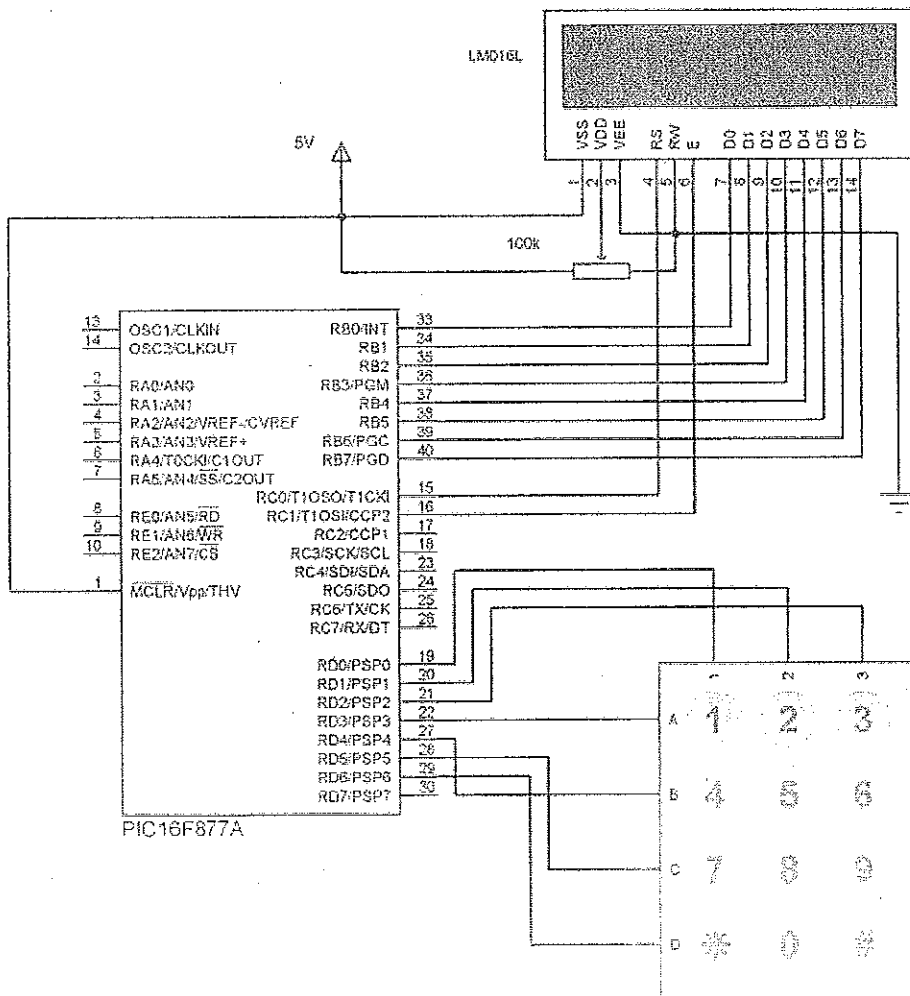 LM016L
VSS VDD VEE RS RW E D0 D1 D2 D3 D4 D5 D6 D7
1 2 3 4 5 6 7 8 9 10 11 12 13 14
5V
100k
13 OSC1/CLKIN
14 OSC2/CLKOUT
2 RA0/AN0
3 RA1/AN1
4 RA2/AN2/VREF-/CVREF
5 RA3/AN3/VREF+
6 RA4/T0CKI/C1OUT
7 RA5/AN4/SS/C2OUT
8 RE0/AN5/RD
9 RE1/AN6/WR
10 RE2/AN7/CS
1 MCLR/Vpp/THV
RB0/INT 33
RB1 34
RB2 35
RB3/PGM 36
RB4 37
RB5 38
RB6/PGC 39
RB7/PGD 40
RC0/T1OSO/T1CKI 15
RC1/T1OSI/CCP2 16
RC2/CCP1 17
RC3/SCK/SCL 18
RC4/SDI/SDA 23
RC5/SDO 24
RC6/TX/CK 25
RC7/RX/DT 26
RD0/PSP0 19
RD1/PSP1 20
RD2/PSP2 21
RD3/PSP3 22
RD4/PSP4 27
RD5/PSP5 28
RD6/PSP6 29
RD7/PSP7 30
PIC16F877A
1 2 3
A 1 2 3
B 4 5 6
C 7 8 9
D * 0 #